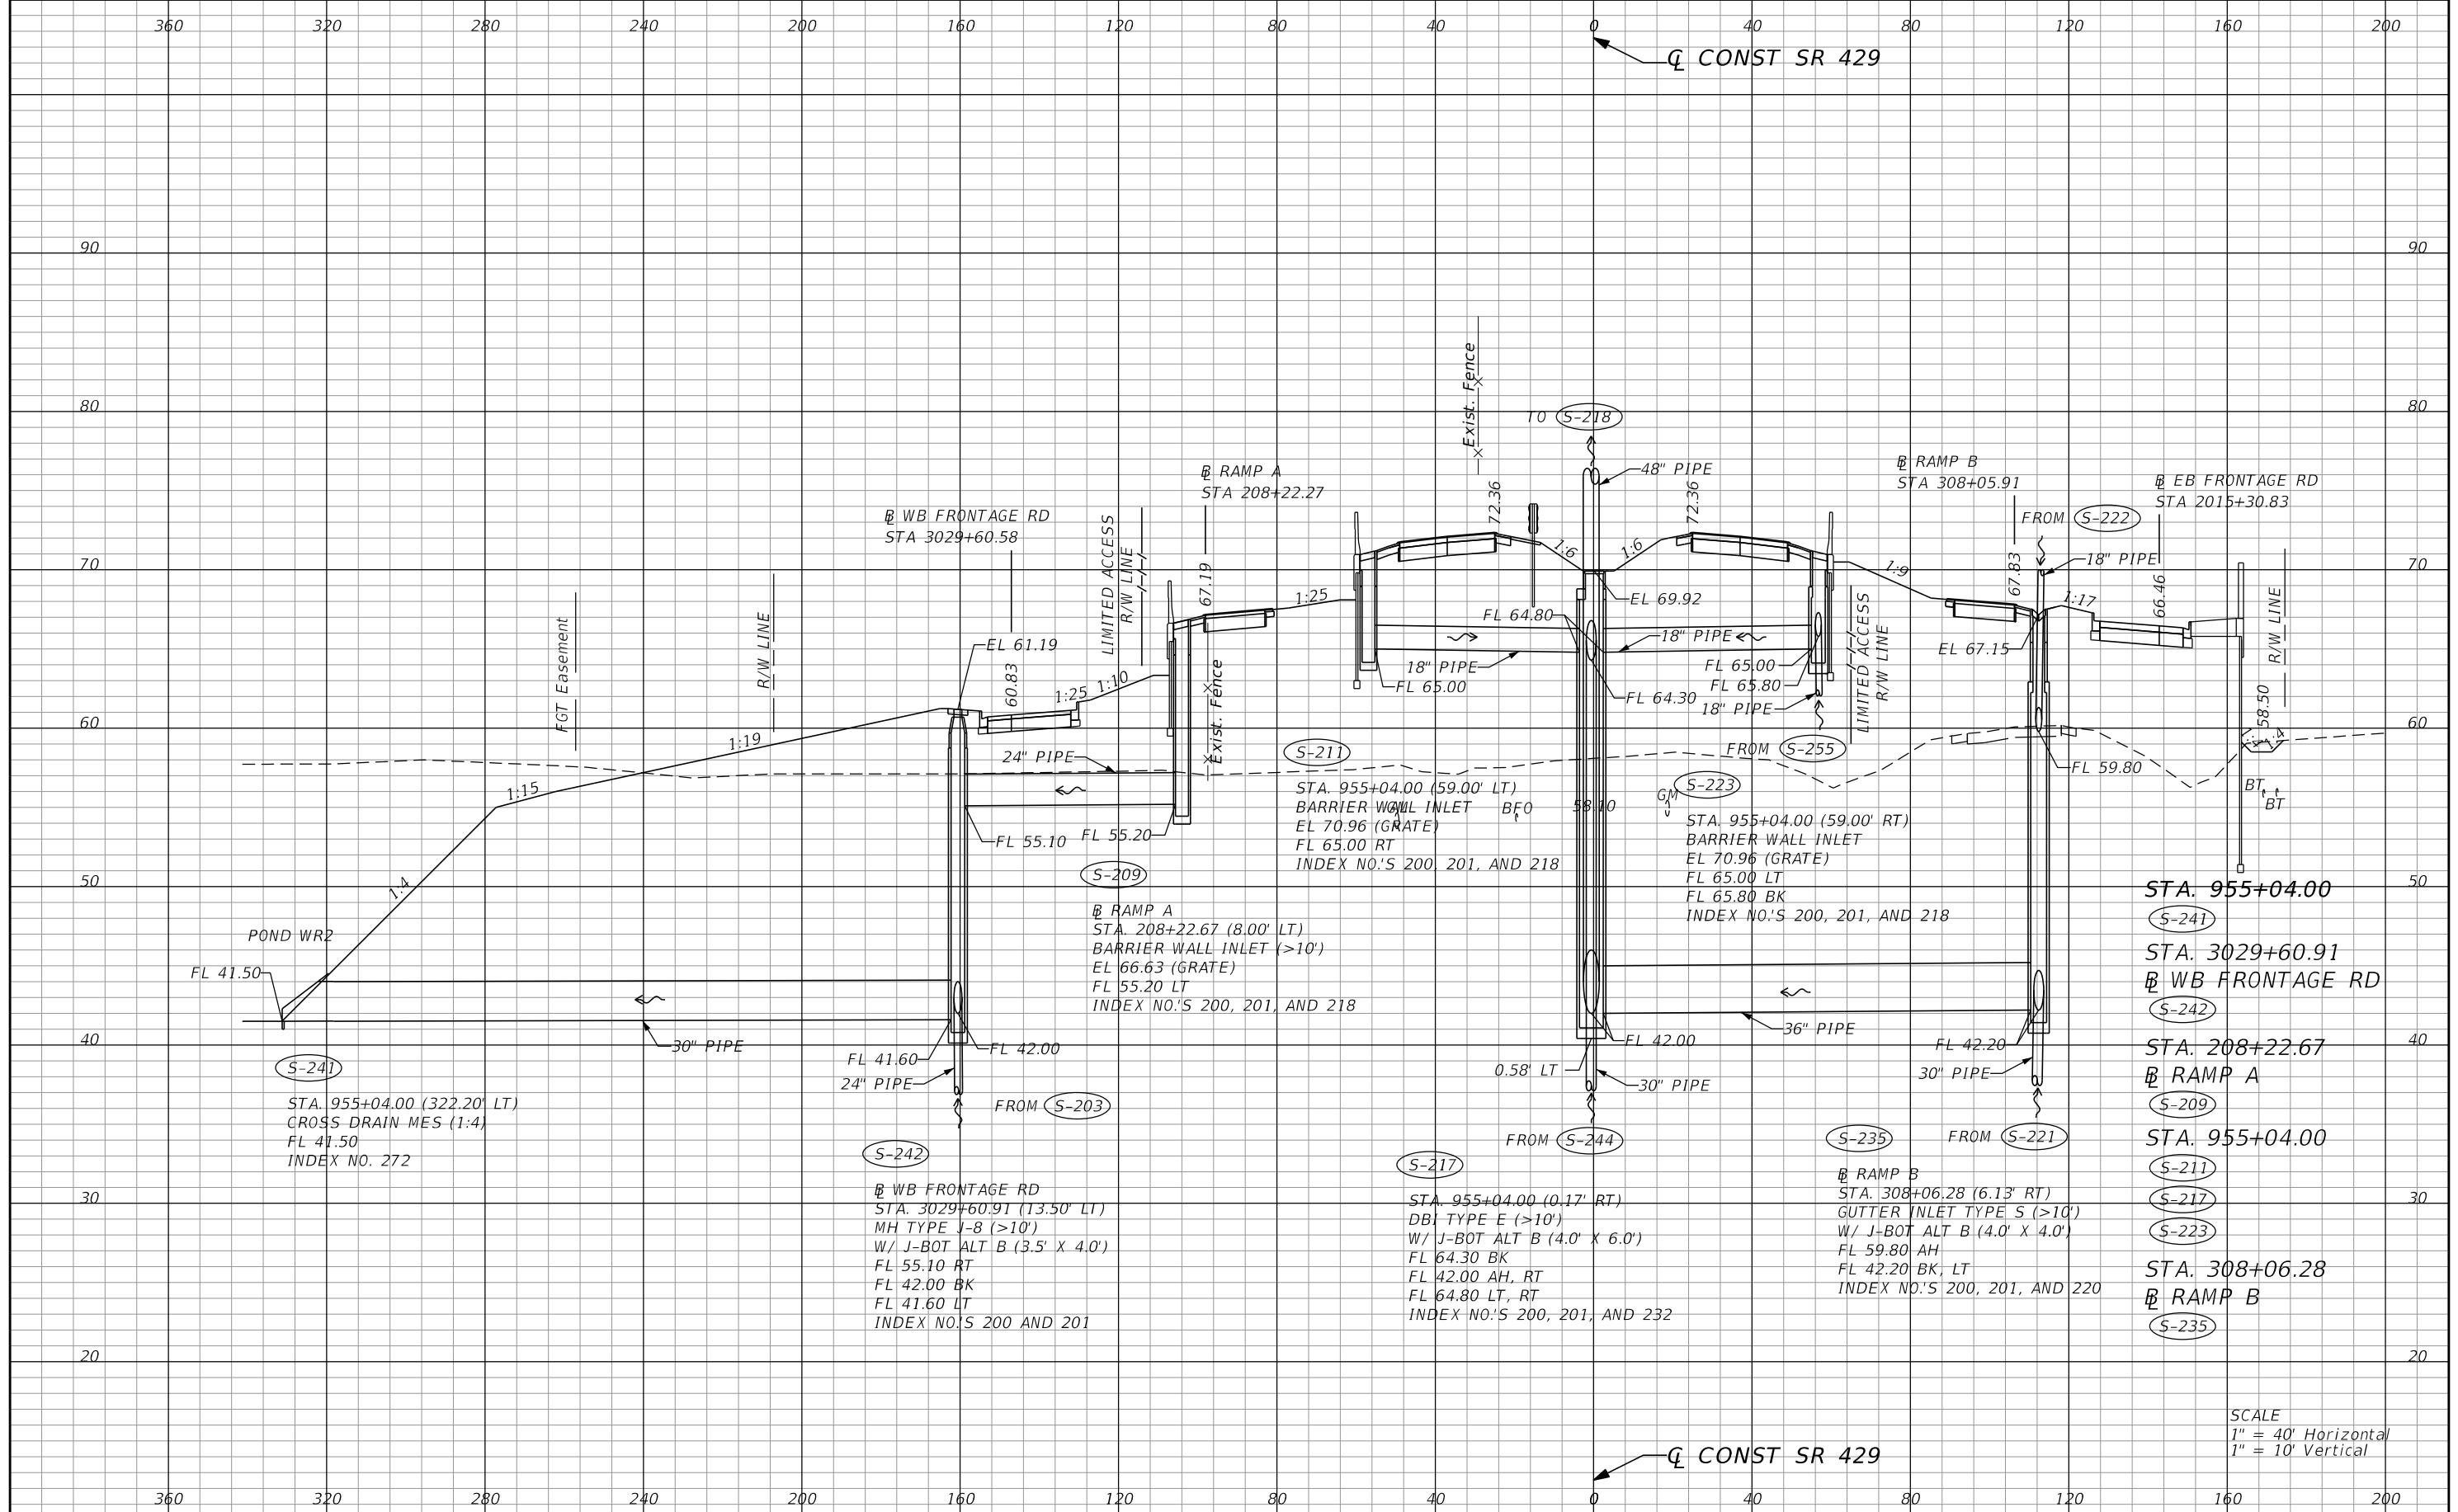 360 320 280 240 200 160 120 80 40 0 40 80 120 160 200
℄ CONST SR 429
90 90
80 80
70 70
60 60
50 50
40 40
30 30
20 20
Exist. Fence
TO S-218
48" PIPE
72.36
72.36
℄ RAMP A
STA 208+22.27
67.19
B̲L WB FRONTAGE RD
STA 3029+60.58
EL 61.19
60.83
LIMITED ACCESS
R/W LINE
R/W LINE
FGT Easement
1:4
1:15
1:19
1:25
1:10
1:25
1:6
1:6
1:9
1:17
1:4
BL RAMP B
STA 308+05.91
67.83
BL EB FRONTAGE RD
STA 2015+30.83
FROM S-222
18" PIPE
66.46
R/W LINE
58.50
EL 69.92
FL 64.80
18" PIPE
18" PIPE
FL 65.00
FL 65.00
FL 65.80
FL 64.30
18" PIPE
EL 67.15
LIMITED ACCESS
R/W LINE
FROM S-255
FL 59.80
Exist. Fence
24" PIPE
FL 55.10
FL 55.20
58.10
BFO
GM
BT
BT
S-211
STA. 955+04.00 (59.00' LT)
BARRIER WALL INLET
EL 70.96 (GRATE)
FL 65.00 RT
INDEX NO.'S 200, 201, AND 218
S-223
STA. 955+04.00 (59.00' RT)
BARRIER WALL INLET
EL 70.96 (GRATE)
FL 65.00 LT
FL 65.80 BK
INDEX NO.'S 200, 201, AND 218
S-209
BL RAMP A
STA. 208+22.67 (8.00' LT)
BARRIER WALL INLET (>10')
EL 66.63 (GRATE)
FL 55.20 LT
INDEX NO.'S 200, 201, AND 218
POND WR2
FL 41.50
30" PIPE
FL 41.60
24" PIPE
FL 42.00
FROM S-203
0.58' LT
FL 42.00
30" PIPE
FROM S-244
36" PIPE
FL 42.20
30" PIPE
FROM S-221
S-241
STA. 955+04.00 (322.20' LT)
CROSS DRAIN MES (1:4)
FL 41.50
INDEX NO. 272
S-242
BL WB FRONTAGE RD
STA. 3029+60.91 (13.50' LT)
MH TYPE J-8 (>10')
W/ J-BOT ALT B (3.5' X 4.0')
FL 55.10 RT
FL 42.00 BK
FL 41.60 LT
INDEX NO.'S 200 AND 201
S-217
STA. 955+04.00 (0.17' RT)
DBI TYPE E (>10')
W/ J-BOT ALT B (4.0' X 6.0')
FL 64.30 BK
FL 42.00 AH, RT
FL 64.80 LT, RT
INDEX NO.'S 200, 201, AND 232
S-235
BL RAMP B
STA. 308+06.28 (6.13' RT)
GUTTER INLET TYPE S (>10')
W/ J-BOT ALT B (4.0' X 4.0')
FL 59.80 AH
FL 42.20 BK, LT
INDEX NO.'S 200, 201, AND 220
STA. 955+04.00
S-241
STA. 3029+60.91
BL WB FRONTAGE RD
S-242
STA. 208+22.67
BL RAMP A
S-209
STA. 955+04.00
S-211
S-217
S-223
STA. 308+06.28
BL RAMP B
S-235
SCALE
1" = 40' Horizontal
1" = 10' Vertical
℄ CONST SR 429
360 320 280 240 200 160 120 80 40 0 40 80 120 160 200